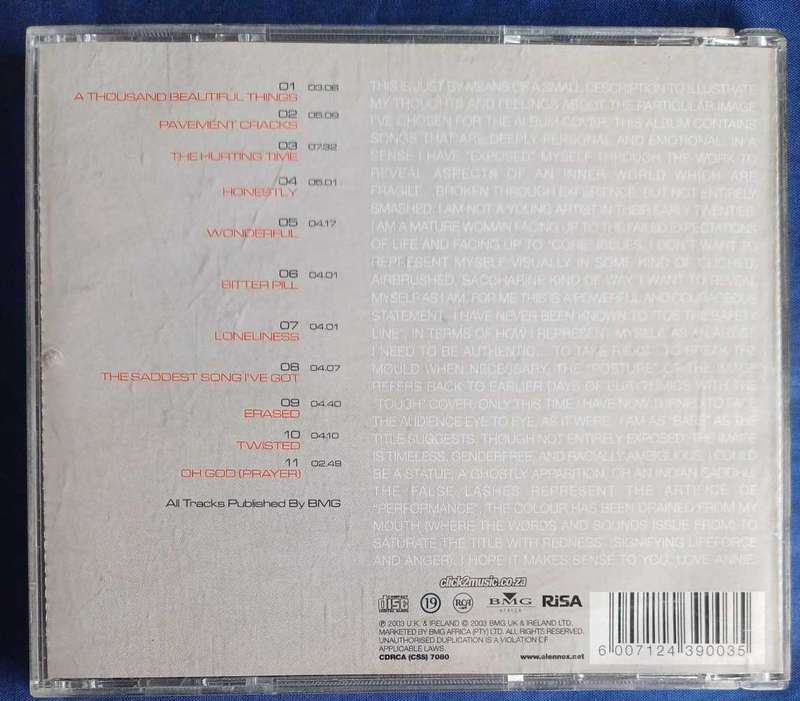 01 03.08
A THOUSAND BEAUTIFUL THINGS
02 05.09
PAVEMENT CRACKS
03 07.32
THE HURTING TIME
04 05.01
HONESTLY
05 04.17
WONDERFUL
06 04.01
BITTER PILL
07 04.01
LONELINESS
08 04.07
THE SADDEST SONG I'VE GOT
09 04.40
ERASED
10 04.10
TWISTED
11 02.49
OH GOD (PRAYER)
All Tracks Published By BMG
THIS IS JUST BY MEANS OF A SMALL DESCRIPTION TO ILLUSTRATE
MY THOUGHTS AND FEELINGS ABOUT THE PARTICULAR IMAGE
I'VE CHOSEN FOR THE ALBUM COVER. THIS ALBUM CONTAINS
SONGS THAT ARE DEEPLY PERSONAL AND EMOTIONAL. IN A
SENSE I HAVE "EXPOSED" MYSELF THROUGH THE WORK TO
REVEAL ASPECTS OF AN INNER WORLD WHICH ARE
FRAGILE... BROKEN THROUGH EXPERIENCE, BUT NOT ENTIRELY
SMASHED. I AM NOT A YOUNG ARTIST IN THEIR EARLY TWENTIES.
I AM A MATURE WOMAN FACING UP TO THE FAILED EXPECTATIONS
OF LIFE AND FACING UP TO "CORE" ISSUES. I DON'T WANT TO
REPRESENT MYSELF VISUALLY IN SOME KIND OF CLICHED,
AIRBRUSHED, SACCHARINE KIND OF WAY. I WANT TO REVEAL
MYSELF AS I AM. FOR ME THIS IS A POWERFUL AND COURAGEOUS
STATEMENT. I HAVE NEVER BEEN KNOWN TO "TOE THE SAFETY
LINE", IN TERMS OF HOW I REPRESENT MYSELF AS AN ARTIST.
I NEED TO BE AUTHENTIC... TO TAKE RISKS, TO BREAK THE
MOULD WHEN NECESSARY. THE "GESTURE" OF THE
REFERS BACK TO EARLIER DAYS OF EURYTHMICS WITH THE
"TOUCH" COVER; ONLY THIS TIME I HAVE NOW TURNED
THE AUDIENCE EYE TO EYE, AS IT WERE. I AM AS "BARE" AS THE
TITLE SUGGESTS, THOUGH NOT ENTIRELY EXPOSED. THE
IS TIMELESS, GENDERFREE, AND RACIALLY AMBIGUOUS. I COULD
BE A STATUE, A GHOSTLY APPARITION, OR AN
THE FALSE LASHES REPRESENT THE ARTIFICE OF
"PERFORMANCE". THE COLOUR HAS BEEN DRAINED FROM MY
MOUTH (WHERE THE WORDS AND SOUNDS ISSUE FROM) TO
SATURATE THE TITLE WITH REDNESS. (SIGNIFYING LIFEFORCE
AND ANGER). I HOPE IT MAKES SENSE TO YOU, LOVE ANNIE.
click2music.co.za
COMPACT disc DIGITAL AUDIO 19 RCA BMG AFRICA RiSA
℗ 2003 U.K. & IRELAND © 2003 BMG UK & IRELAND LTD.
MARKETED BY BMG AFRICA (PTY) LTD. ALL RIGHTS RESERVED.
UNAUTHORISED DUPLICATION IS A VIOLATION OF
APPLICABLE LAWS.
CDRCA (CSS) 7080 www.alennox.net
6 007124 390035